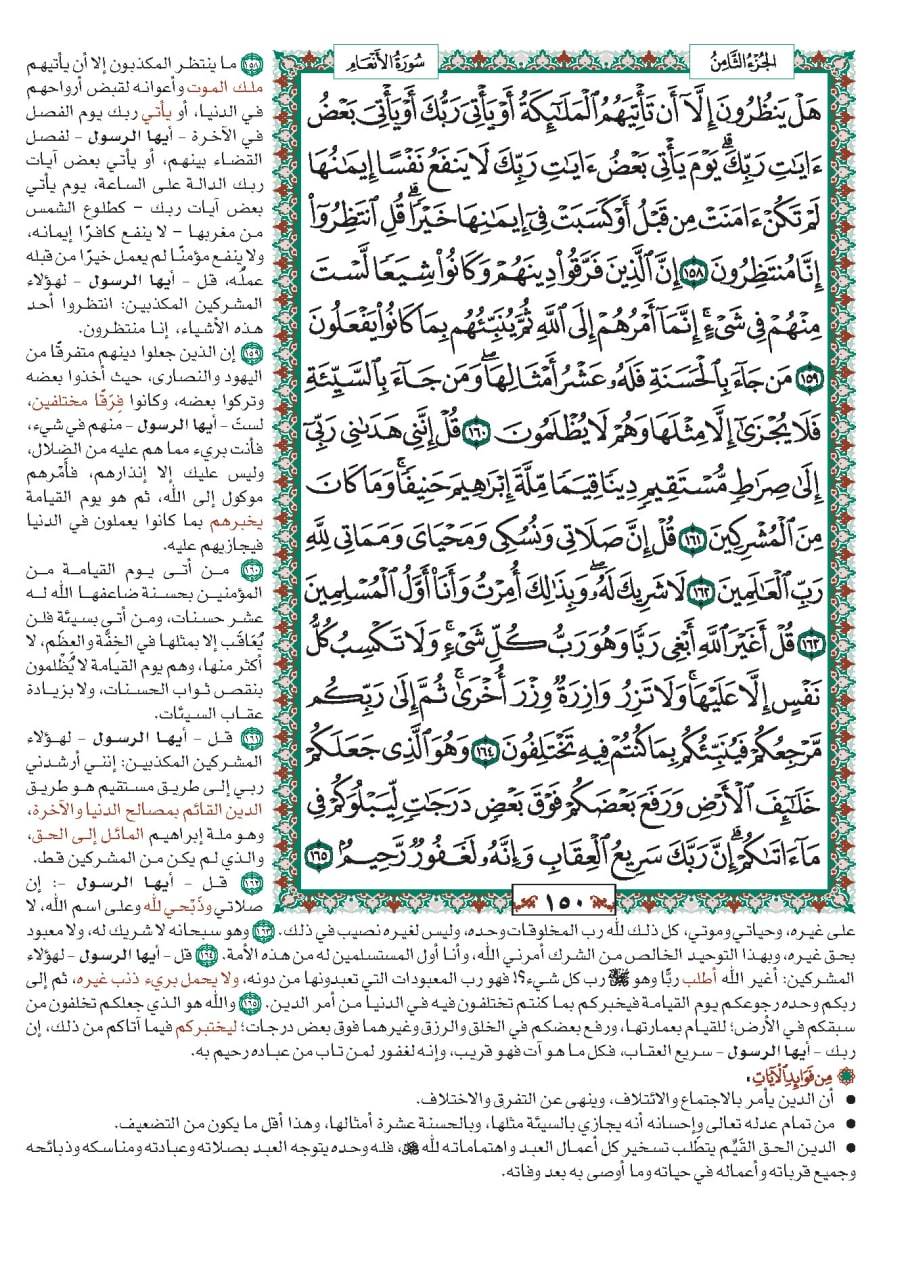 الجُزْءُ الثَّامِنُ
سُورَةُ الأَنْعَامِ
هَلْ يَنظُرُونَ إِلَّآ أَن تَأْتِيَهُمُ ٱلْمَلَٰٓئِكَةُ أَوْ يَأْتِىَ رَبُّكَ أَوْ يَأْتِىَ بَعْضُ
ءَايَٰتِ رَبِّكَۗ يَوْمَ يَأْتِى بَعْضُ ءَايَٰتِ رَبِّكَ لَا يَنفَعُ نَفْسًا إِيمَٰنُهَا
لَمْ تَكُنْ ءَامَنَتْ مِن قَبْلُ أَوْ كَسَبَتْ فِىٓ إِيمَٰنِهَا خَيْرًاۗ قُلِ ٱنتَظِرُوٓا۟
إِنَّا مُنتَظِرُونَ ١٥٨ إِنَّ ٱلَّذِينَ فَرَّقُوا۟ دِينَهُمْ وَكَانُوا۟ شِيَعًا لَّسْتَ
مِنْهُمْ فِى شَىْءٍۚ إِنَّمَآ أَمْرُهُمْ إِلَى ٱللَّهِ ثُمَّ يُنَبِّئُهُم بِمَا كَانُوا۟ يَفْعَلُونَ
١٥٩ مَن جَآءَ بِٱلْحَسَنَةِ فَلَهُۥ عَشْرُ أَمْثَالِهَاۖ وَمَن جَآءَ بِٱلسَّيِّئَةِ
فَلَا يُجْزَىٰٓ إِلَّا مِثْلَهَا وَهُمْ لَا يُظْلَمُونَ ١٦٠ قُلْ إِنَّنِى هَدَىٰنِى رَبِّىٓ
إِلَىٰ صِرَٰطٍ مُّسْتَقِيمٍ دِينًا قِيَمًا مِّلَّةَ إِبْرَٰهِيمَ حَنِيفًاۚ وَمَا كَانَ
مِنَ ٱلْمُشْرِكِينَ ١٦١ قُلْ إِنَّ صَلَاتِى وَنُسُكِى وَمَحْيَاىَ وَمَمَاتِى لِلَّهِ
رَبِّ ٱلْعَٰلَمِينَ ١٦٢ لَا شَرِيكَ لَهُۥۖ وَبِذَٰلِكَ أُمِرْتُ وَأَنَا۠ أَوَّلُ ٱلْمُسْلِمِينَ
١٦٣ قُلْ أَغَيْرَ ٱللَّهِ أَبْغِى رَبًّا وَهُوَ رَبُّ كُلِّ شَىْءٍۚ وَلَا تَكْسِبُ كُلُّ
نَفْسٍ إِلَّا عَلَيْهَاۚ وَلَا تَزِرُ وَازِرَةٌ وِزْرَ أُخْرَىٰۚ ثُمَّ إِلَىٰ رَبِّكُم
مَّرْجِعُكُمْ فَيُنَبِّئُكُم بِمَا كُنتُمْ فِيهِ تَخْتَلِفُونَ ١٦٤ وَهُوَ ٱلَّذِى جَعَلَكُمْ
خَلَٰٓئِفَ ٱلْأَرْضِ وَرَفَعَ بَعْضَكُمْ فَوْقَ بَعْضٍ دَرَجَٰتٍ لِّيَبْلُوَكُمْ فِى
مَآ ءَاتَىٰكُمْۗ إِنَّ رَبَّكَ سَرِيعُ ٱلْعِقَابِ وَإِنَّهُۥ لَغَفُورٌ رَّحِيمٌۢ ١٦٥
١٥٠
١٥٨ ما ينتظر المكذبون إلا أن يأتيهم
ملك الموت وأعوانه لقبض أرواحهم
في الدنيا، أو يأتي ربك يوم الفصل
في الآخرة - أيها الرسول - لفصل
القضاء بينهم، أو يأتي بعض آيات
ربك الدالة على الساعة، يوم يأتي
بعض آيات ربك - كطلوع الشمس
من مغربها - لا ينفع كافرًا إيمانه،
ولا ينفع مؤمنًا لم يعمل خيرًا من قبله
عملُه، قل - أيها الرسول - لهؤلاء
المشركين المكذبين: انتظروا أحد
هذه الأشياء، إنا منتظرون.
١٥٩ إن الذين جعلوا دينهم متفرقًا من
اليهود والنصارى، حيث أخذوا بعضه
وتركوا بعضه، وكانوا فِرَقًا مختلفين،
لستَ - أيها الرسول - منهم في شيء،
فأنت بريء مما هم عليه من الضلال،
وليس عليك إلا إنذارهم، فأمْرهم
موكول إلى الله، ثم هو يوم القيامة
يخبرهم بما كانوا يعملون في الدنيا
فيجازيهم عليه.
١٦٠ من أتى يوم القيامة من
المؤمنين بحسنة ضاعفها الله له
عشر حسنات، ومن أتى بسيئة فلن
يُعَاقَب إلا بمثلها في الخِفَّة والعظَم، لا
أكثر منها، وهم يوم القيامة لا يُظْلمون
بنقص ثواب الحسنات، ولا بزيادة
عقاب السيئات.
١٦١ قل - أيها الرسول - لهؤلاء
المشركين المكذبين: إنني أرشدني
ربي إلى طريق مستقيم هو طريق
الدين القائم بمصالح الدنيا والآخرة،
وهو ملة إبراهيم المائل إلى الحق،
والذي لم يكن من المشركين قط.
١٦٢ قل - أيها الرسول -: إن
صلاتي وذَبْحي لله وعلى اسم الله، لا
على غيره، وحياتي وموتي، كل ذلك لله رب المخلوقات وحده، وليس لغيره نصيب في ذلك. ١٦٣ وهو سبحانه لا شريك له، ولا معبود
بحق غيره، وبهذا التوحيد الخالص من الشرك أمرني الله، وأنا أول المستسلمين له من هذه الأمة. ١٦٤ قل - أيها الرسول - لهؤلاء
المشركين: أغير الله أطلب ربًّا وهو ﷻ رب كل شيء؟! فهو رب المعبودات التي تعبدونها من دونه، ولا يحمل بريء ذنب غيره، ثم إلى
ربكم وحده رجوعكم يوم القيامة فيخبركم بما كنتم تختلفون فيه في الدنيا من أمر الدين. ١٦٥ والله هو الذي جعلكم تخلفون من
سبقكم في الأرض؛ للقيام بعمارتها، ورفع بعضكم في الخلق والرزق وغيرهما فوق بعض درجات؛ ليختبركم فيما آتاكم من ذلك، إن
ربك - أيها الرسول - سريع العقاب، فكل ما هو آت فهو قريب، وإنه لغفور لمن تاب من عباده رحيم به.
مِن فَوَائِدِ الآيَاتِ:
• أن الدين يأمر بالاجتماع والائتلاف، وينهى عن التفرق والاختلاف.
• من تمام عدله تعالى وإحسانه أنه يجازي بالسيئة مثلها، وبالحسنة عشرة أمثالها، وهذا أقل ما يكون من التضعيف.
• الدين الحق القَيِّم يتطلب تسخير كل أعمال العبد واهتماماته لله ﷻ، فله وحده يتوجه العبد بصلاته وعبادته ومناسكه وذبائحه
وجميع قرباته وأعماله في حياته وما أوصى به بعد وفاته.